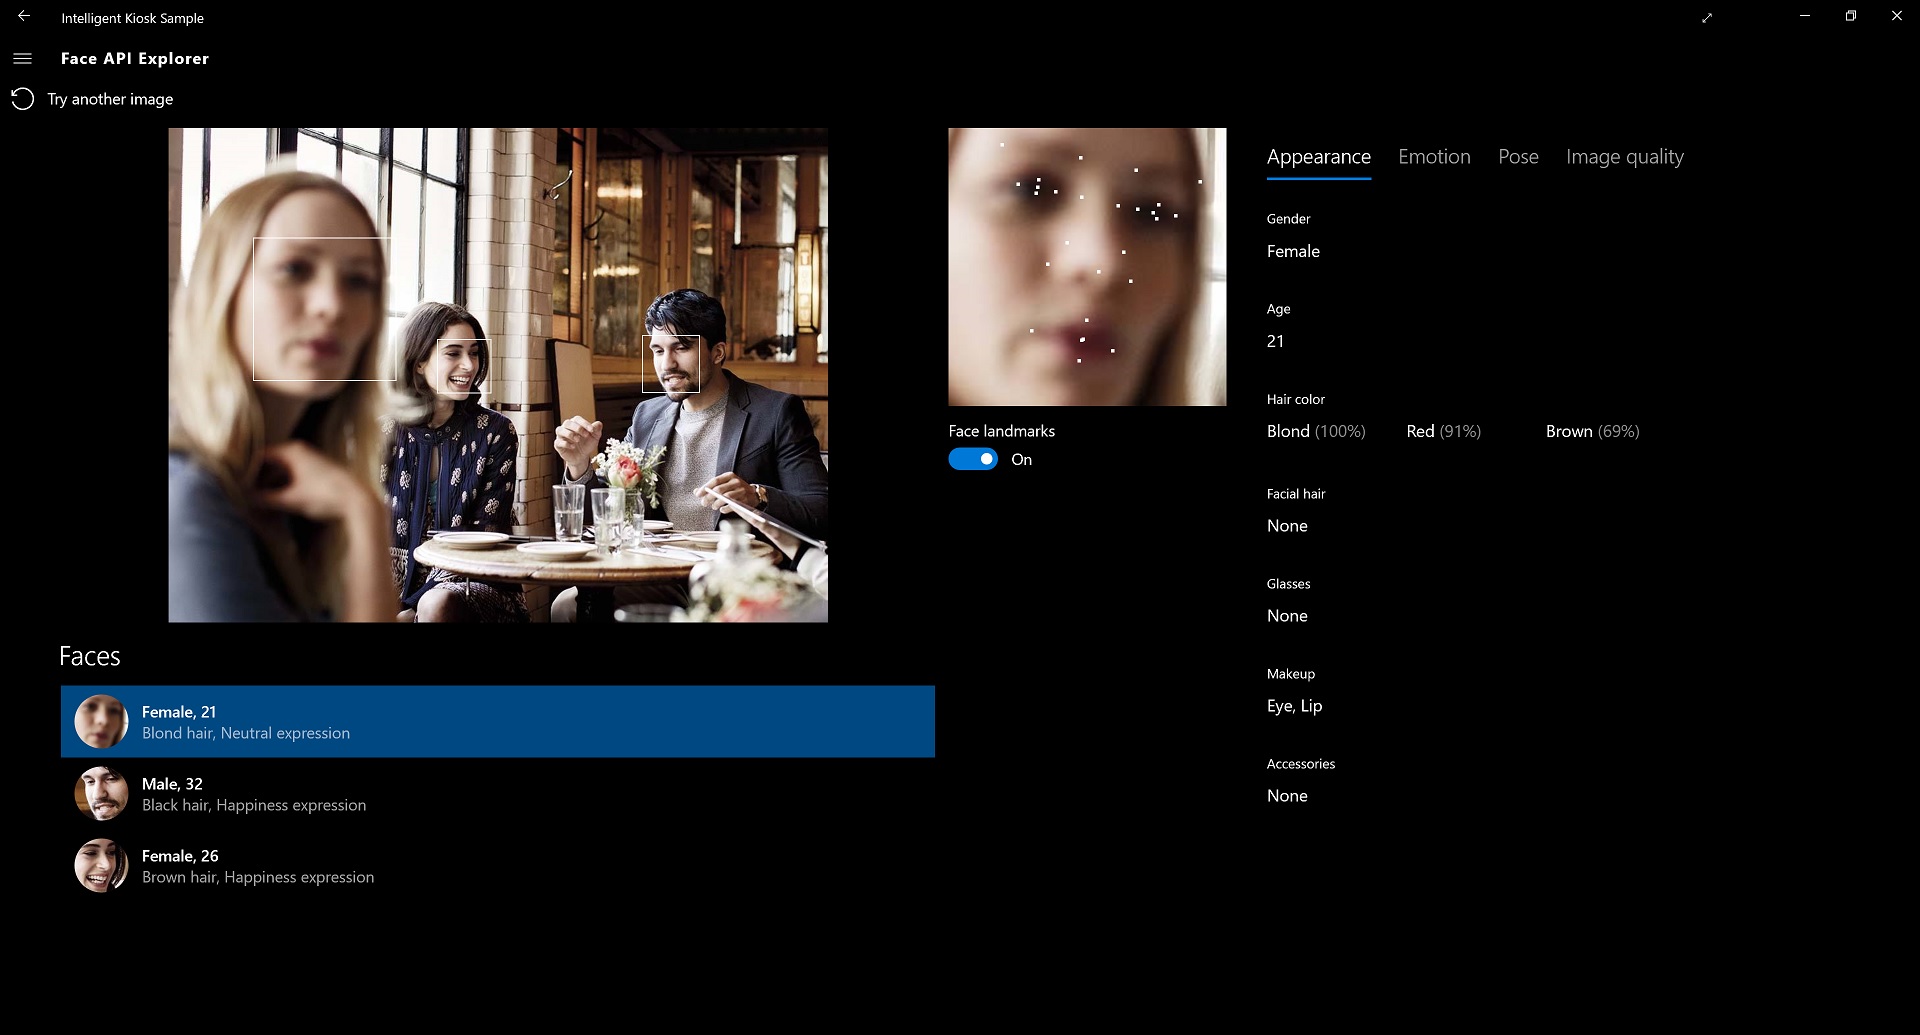 Intelligent Kiosk Sample
Face API Explorer
Try another image
Appearance Emotion Pose Image quality
Gender
Female
Age
21
Hair color
Blond (100%) Red (91%) Brown (69%)
Face landmarks
On
Facial hair
None
Glasses
None
Makeup
Eye, Lip
Accessories
None
Faces
Female, 21
Blond hair, Neutral expression
Male, 32
Black hair, Happiness expression
Female, 26
Brown hair, Happiness expression